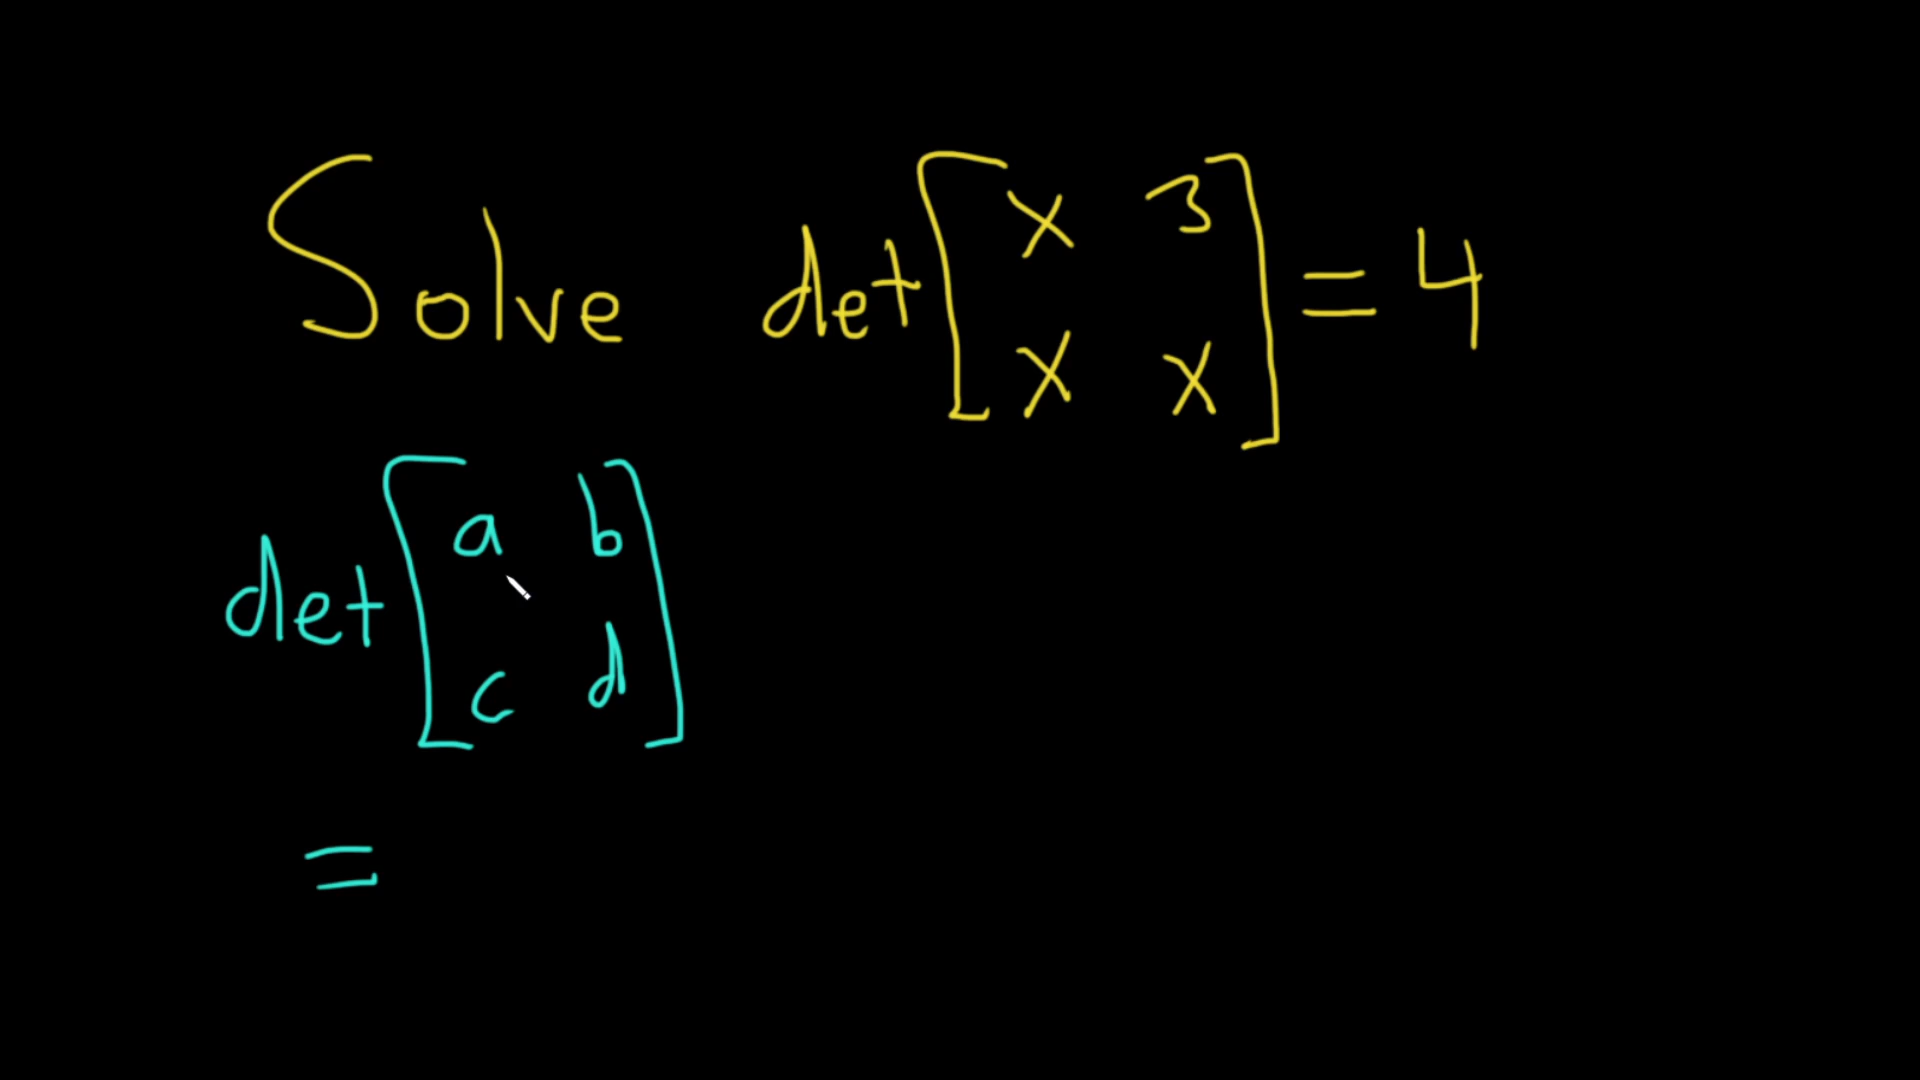 Solve det[x 3
x x] = 4
det[a b
c d]
=